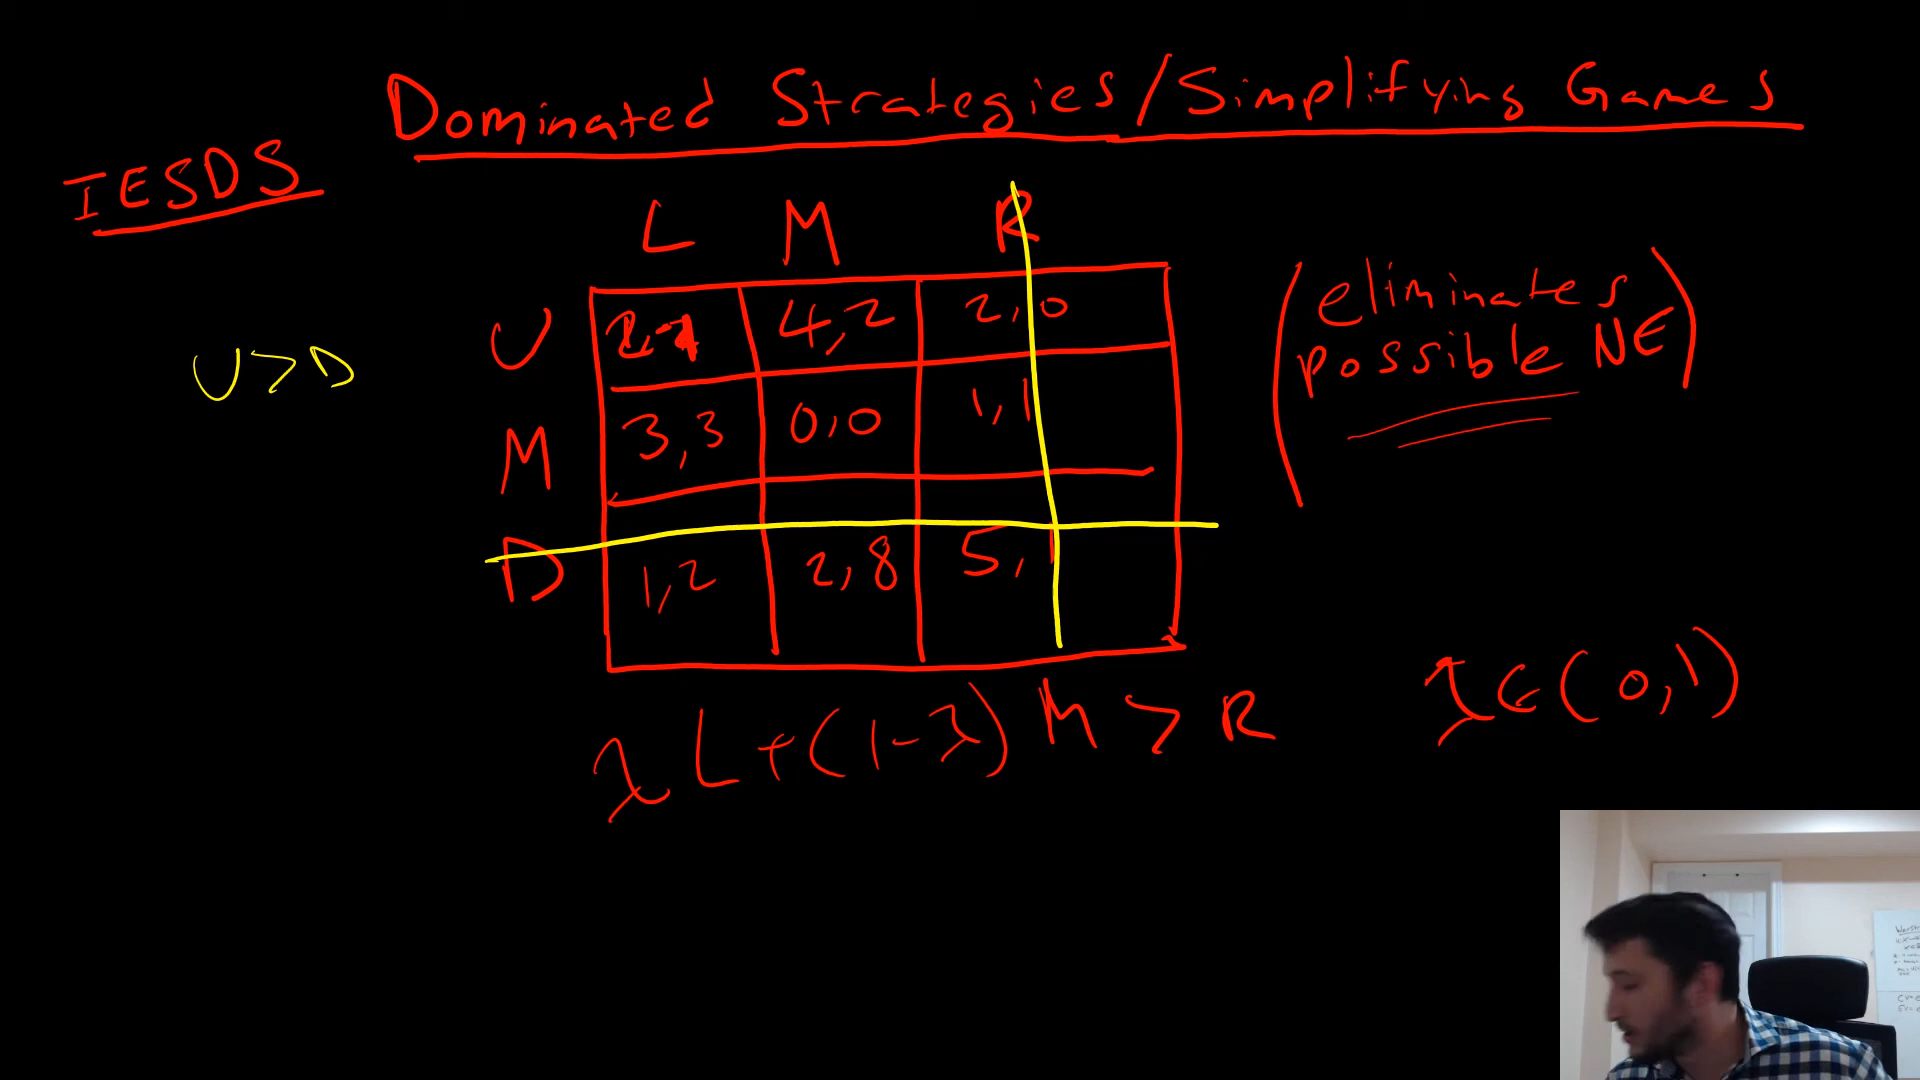 Dominated Strategies/Simplifying Games
IESDS
L M R
U 4,2 2,0
M 3,3 0,0 1,1
D 1,2 2,8 5,
U>D
(eliminates
possible NE)
λL+(1-λ)M > R
λ∈(0,1)